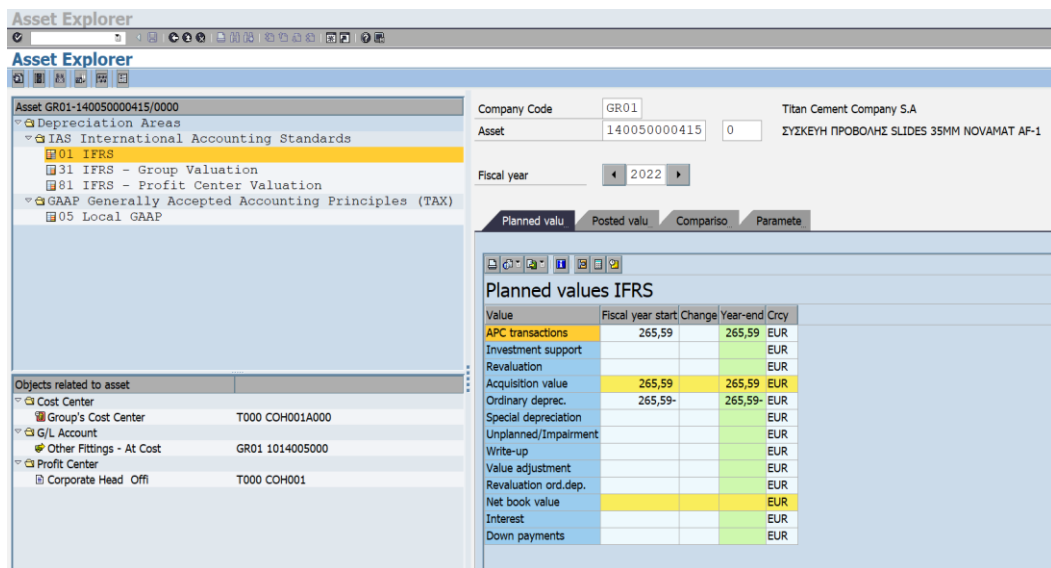 Asset Explorer
Asset Explorer
Asset GR01-140050000415/0000
Depreciation Areas
IAS International Accounting Standards
01 IFRS
31 IFRS - Group Valuation
81 IFRS - Profit Center Valuation
GAAP Generally Accepted Accounting Principles (TAX)
05 Local GAAP
Objects related to asset
Cost Center
Group's Cost Center T000 COH001A000
G/L Account
Other Fittings - At Cost GR01 1014005000
Profit Center
Corporate Head Offi T000 COH001
Company Code GR01 Titan Cement Company S.A
Asset 140050000415 0 ΣΥΣΚΕΥΗ ΠΡΟΒΟΛΗΣ SLIDES 35MM NOVAMAT AF-1
Fiscal year 2022
Planned valu Posted valu Compariso Paramete
Planned values IFRS
Value Fiscal year start Change Year-end Crcy
APC transactions 265,59 265,59 EUR
Investment support EUR
Revaluation EUR
Acquisition value 265,59 265,59 EUR
Ordinary deprec. 265,59- 265,59- EUR
Special depreciation EUR
Unplanned/Impairment EUR
Write-up EUR
Value adjustment EUR
Revaluation ord.dep. EUR
Net book value EUR
Interest EUR
Down payments EUR